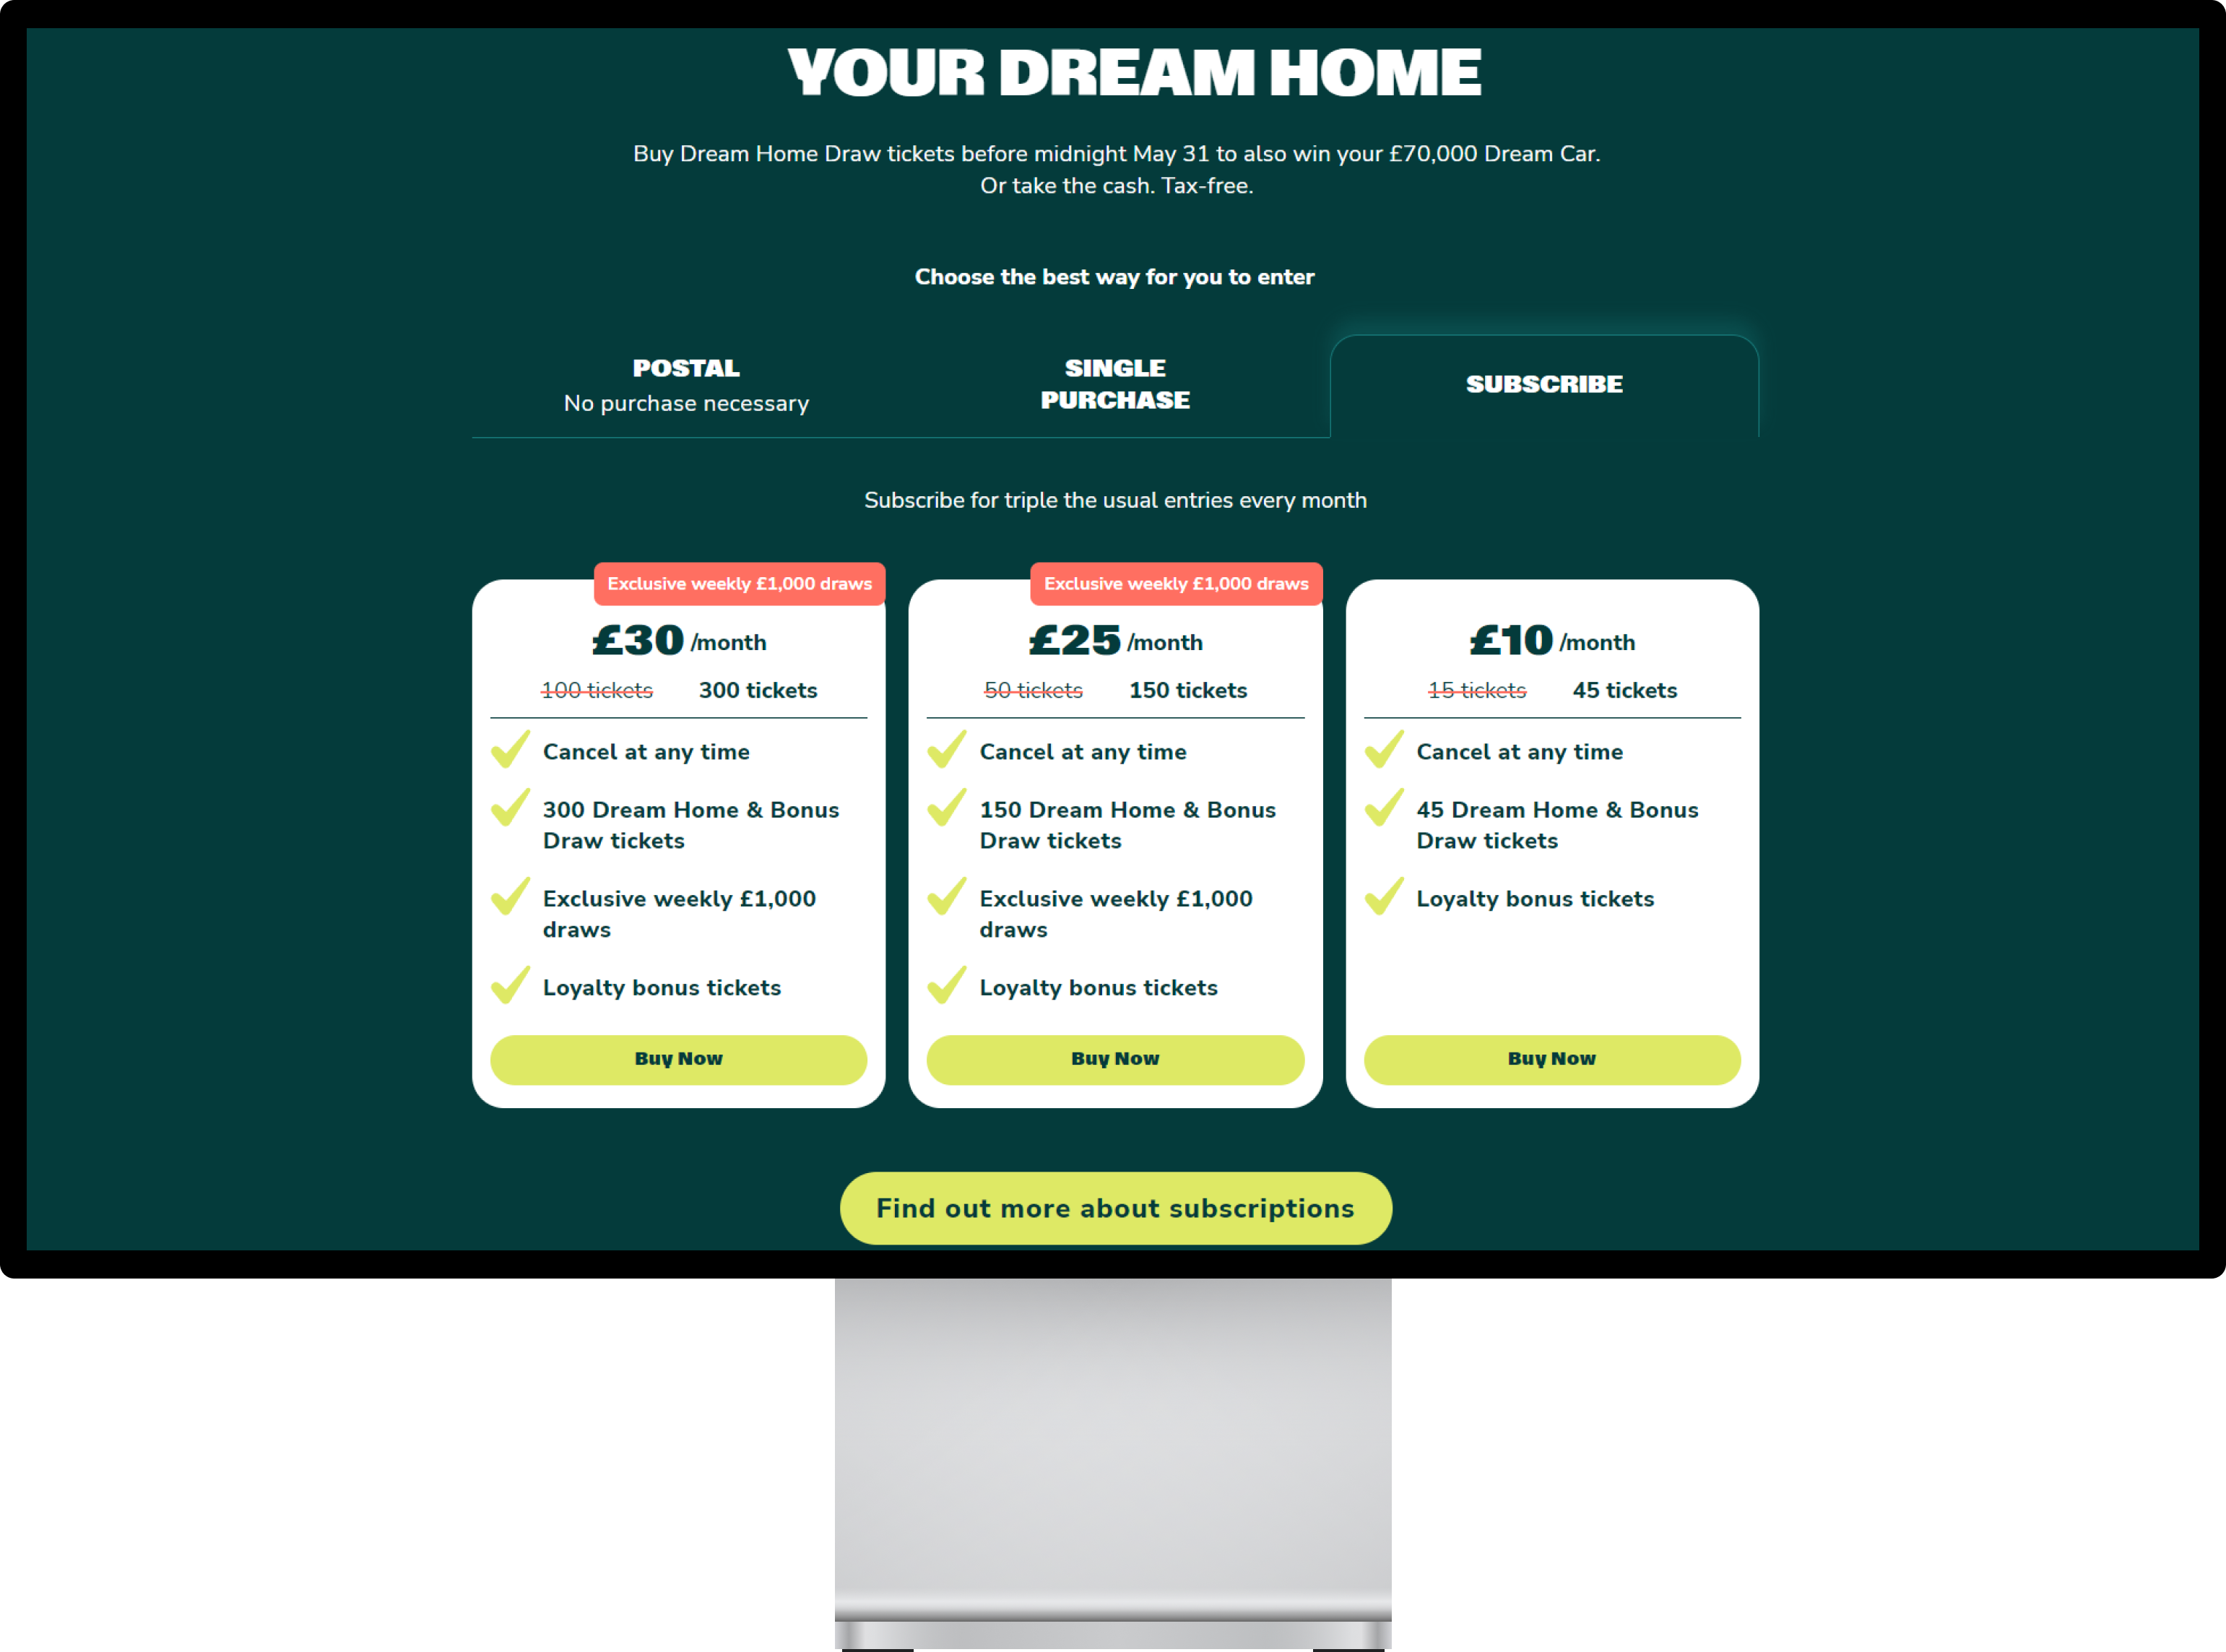 YOUR DREAM HOME
Buy Dream Home Draw tickets before midnight May 31 to also win your £70,000 Dream Car.
Or take the cash. Tax-free.
Choose the best way for you to enter
POSTAL
No purchase necessary
SINGLE
PURCHASE
SUBSCRIBE
Subscribe for triple the usual entries every month
Exclusive weekly £1,000 draws
£30 /month
100 tickets 300 tickets
Cancel at any time
300 Dream Home & Bonus
Draw tickets
Exclusive weekly £1,000
draws
Loyalty bonus tickets
Buy Now
Exclusive weekly £1,000 draws
£25 /month
50 tickets 150 tickets
Cancel at any time
150 Dream Home & Bonus
Draw tickets
Exclusive weekly £1,000
draws
Loyalty bonus tickets
Buy Now
£10 /month
15 tickets 45 tickets
Cancel at any time
45 Dream Home & Bonus
Draw tickets
Loyalty bonus tickets
Buy Now
Find out more about subscriptions